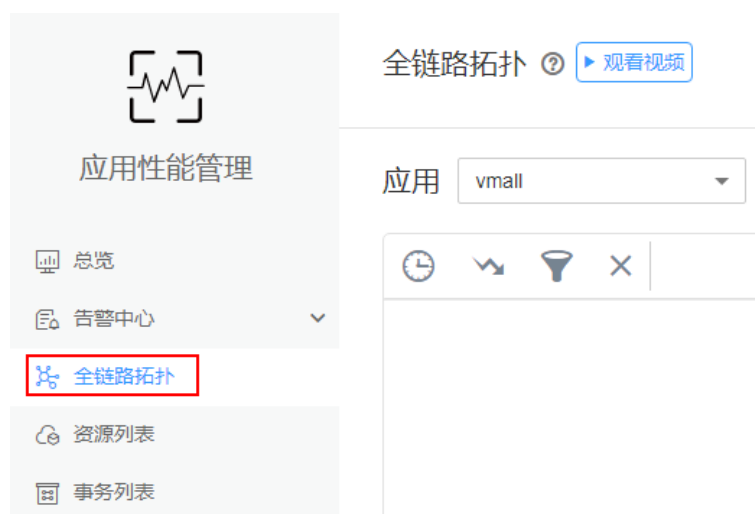 应用性能管理
总览
告警中心
全链路拓扑
资源列表
事务列表
全链路拓扑 ? 观看视频
应用 vmall